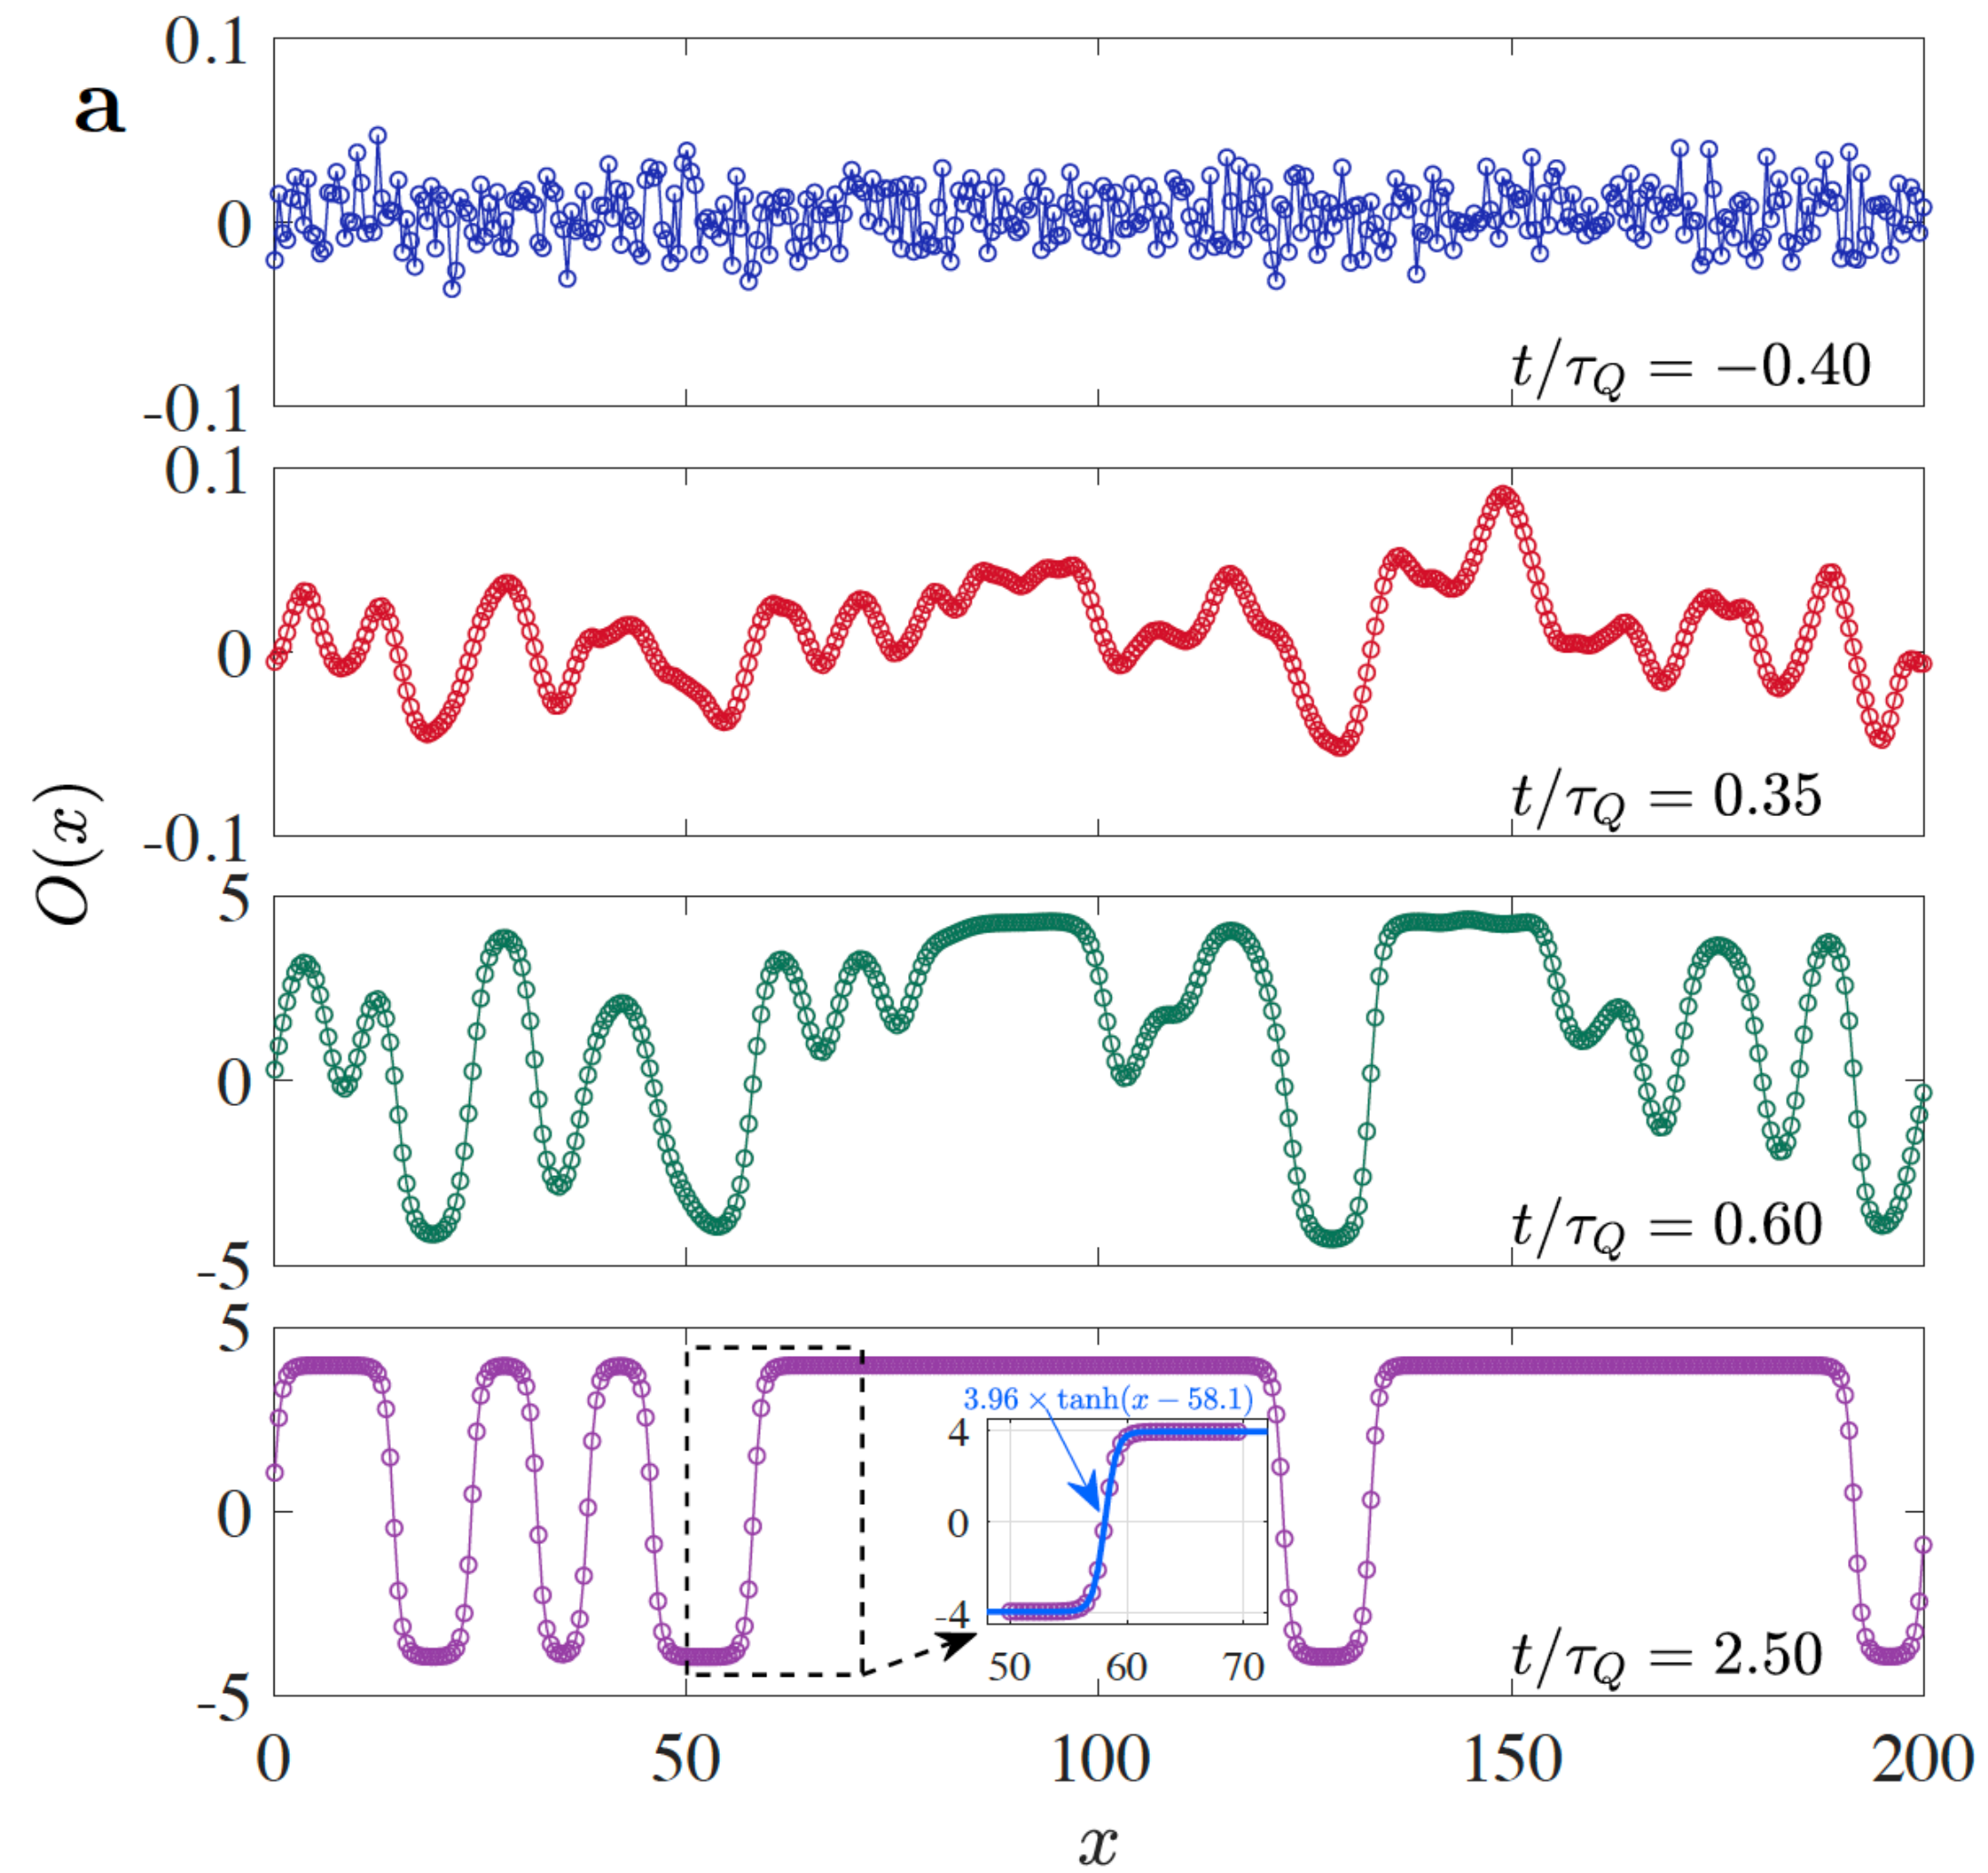 a
O(x)
0.1
0
-0.1
t/τ_Q = −0.40
0.1
0
-0.1
t/τ_Q = 0.35
5
0
-5
t/τ_Q = 0.60
5
0
-5
3.96 × tanh(x − 58.1)
4
0
-4
50 60 70
t/τ_Q = 2.50
0 50 100 150 200
x